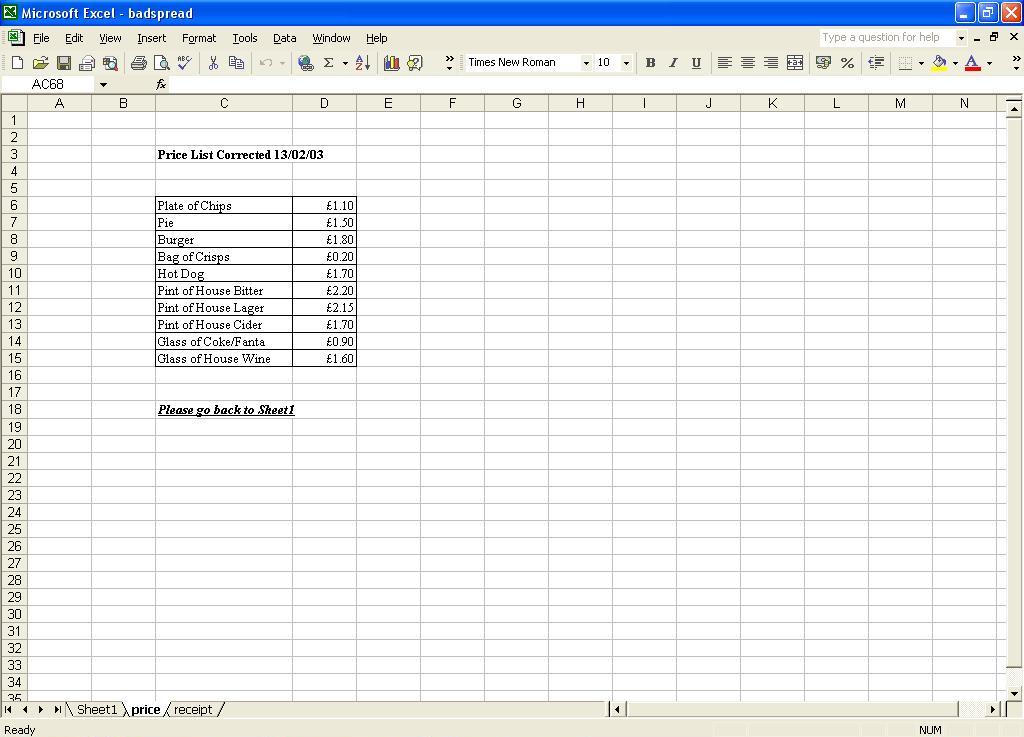 Microsoft Excel - badspread
File Edit View Insert Format Tools Data Window Help Type a question for help
Times New Roman 10 B I U %
AC68 fx
A B C D E F G H I J K L M N
1
2
3 Price List Corrected 13/02/03
4
5
6 Plate of Chips £1.10
7 Pie £1.50
8 Burger £1.80
9 Bag of Crisps £0.20
10 Hot Dog £1.70
11 Pint of House Bitter £2.20
12 Pint of House Lager £2.15
13 Pint of House Cider £1.70
14 Glass of Coke/Fanta £0.90
15 Glass of House Wine £1.60
16
17
18 Please go back to Sheet1
19
20
21
22
23
24
25
26
27
28
29
30
31
32
33
34
35
Sheet1 price receipt
Ready NUM